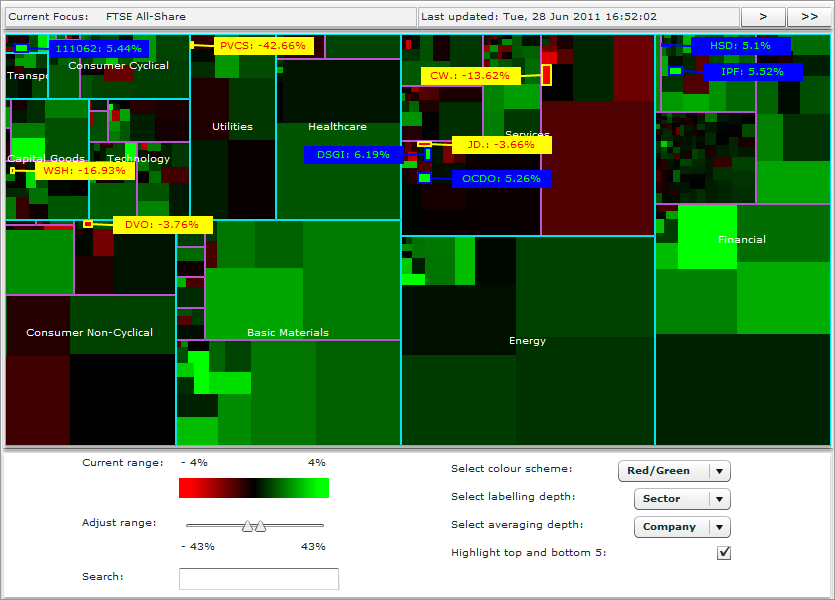 Current Focus: FTSE All-Share
Last updated: Tue, 28 Jun 2011 16:52:02
>
>>
111062: 5.44%
PVCS: -42.66%
HSD: 5.1%
Consumer Cyclical
Transpo
CW.: -13.62%
IPF: 5.52%
Utilities
Healthcare
Services
JD.: -3.66%
DSGI: 6.19%
Capital Goods
Technology
WSH: -16.93%
OCDO: 5.26%
DVO: -3.76%
Financial
Consumer Non-Cyclical
Basic Materials
Energy
Current range:
- 4%
4%
Adjust range:
- 43%
43%
Search:
Select colour scheme:
Red/Green
Select labelling depth:
Sector
Select averaging depth:
Company
Highlight top and bottom 5: